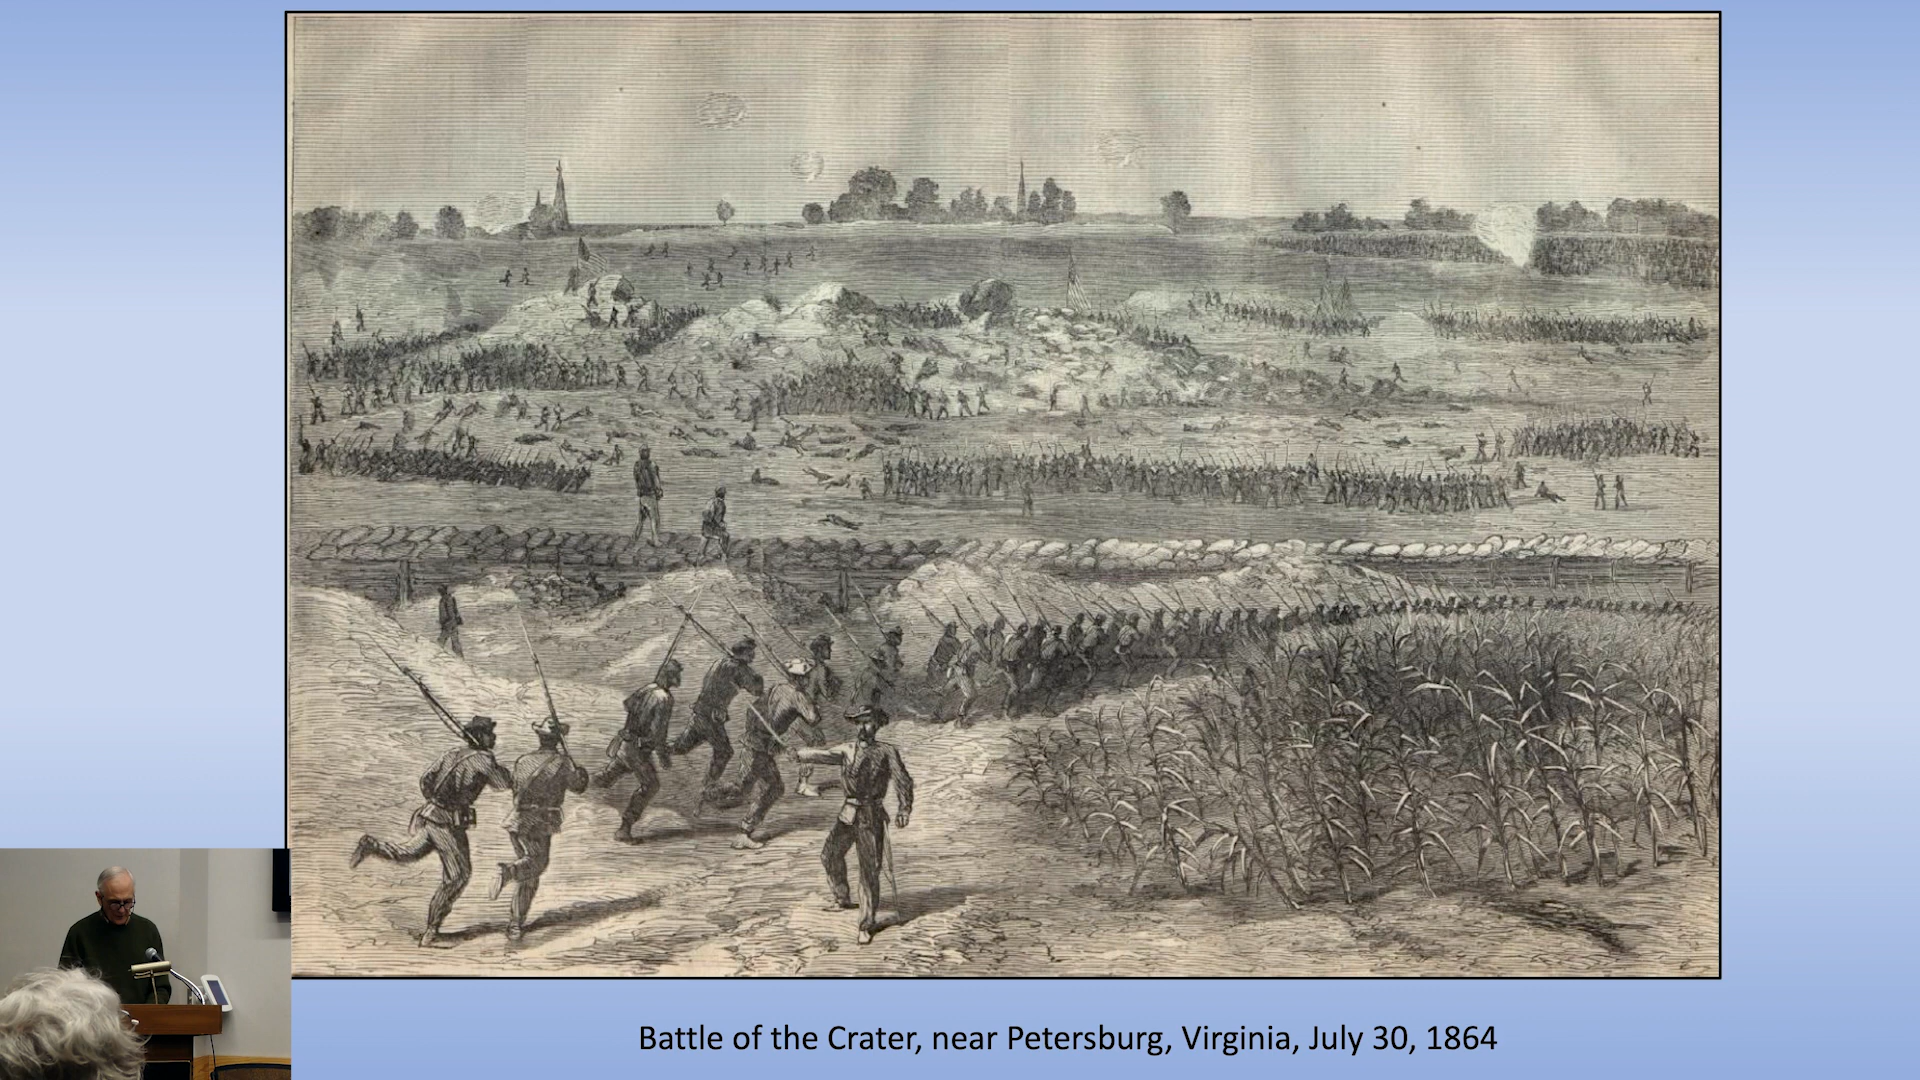 Battle of the Crater, near Petersburg, Virginia, July 30, 1864